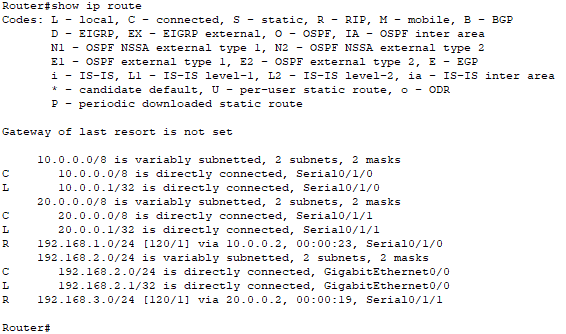 Router#show ip route
Codes: L - local, C - connected, S - static, R - RIP, M - mobile, B - BGP
       D - EIGRP, EX - EIGRP external, O - OSPF, IA - OSPF inter area
       N1 - OSPF NSSA external type 1, N2 - OSPF NSSA external type 2
       E1 - OSPF external type 1, E2 - OSPF external type 2, E - EGP
       i - IS-IS, L1 - IS-IS level-1, L2 - IS-IS level-2, ia - IS-IS inter area
       * - candidate default, U - per-user static route, o - ODR
       P - periodic downloaded static route

Gateway of last resort is not set

     10.0.0.0/8 is variably subnetted, 2 subnets, 2 masks
C       10.0.0.0/8 is directly connected, Serial0/1/0
L       10.0.0.1/32 is directly connected, Serial0/1/0
     20.0.0.0/8 is variably subnetted, 2 subnets, 2 masks
C       20.0.0.0/8 is directly connected, Serial0/1/1
L       20.0.0.1/32 is directly connected, Serial0/1/1
R    192.168.1.0/24 [120/1] via 10.0.0.2, 00:00:23, Serial0/1/0
     192.168.2.0/24 is variably subnetted, 2 subnets, 2 masks
C       192.168.2.0/24 is directly connected, GigabitEthernet0/0
L       192.168.2.1/32 is directly connected, GigabitEthernet0/0
R    192.168.3.0/24 [120/1] via 20.0.0.2, 00:00:19, Serial0/1/1

Router#